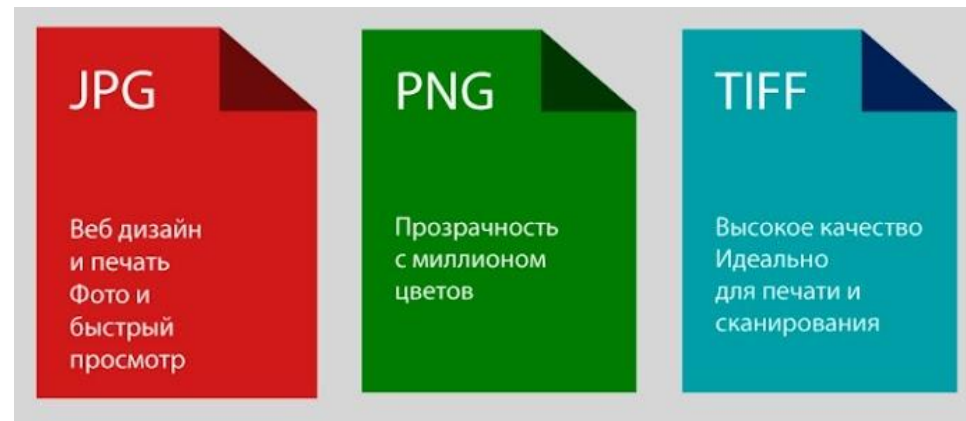 JPG
Веб дизайн
и печать
Фото и
быстрый
просмотр
PNG
Прозрачность
с миллионом
цветов
TIFF
Высокое качество
Идеально
для печати и
сканирования